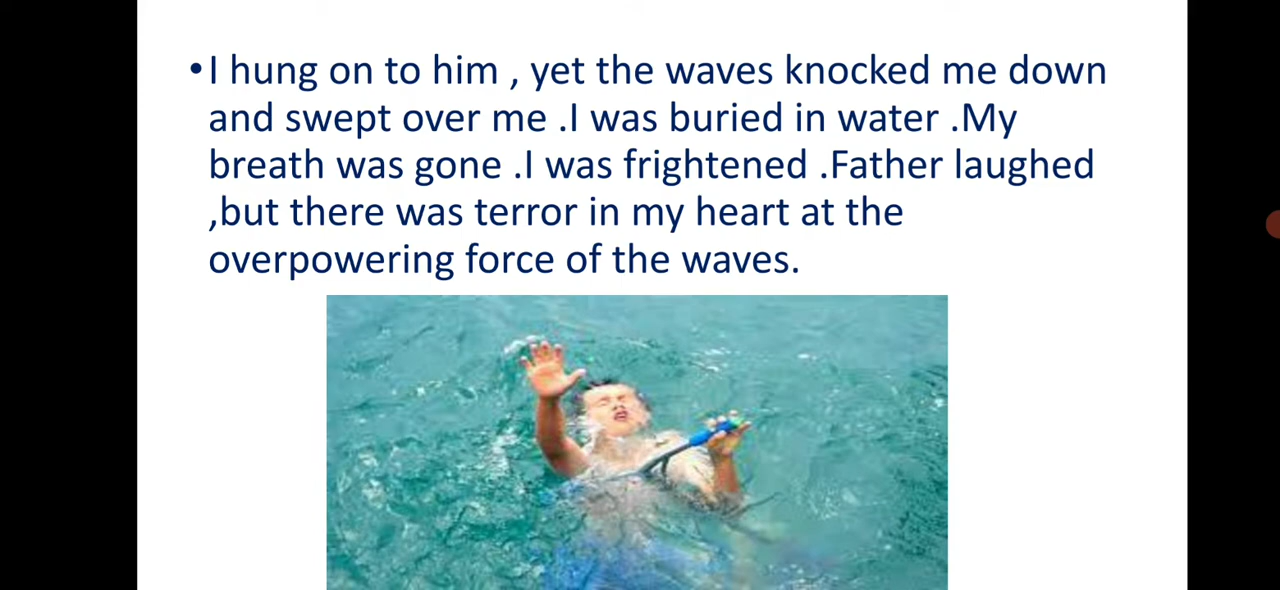 •I hung on to him , yet the waves knocked me down
and swept over me .I was buried in water .My
breath was gone .I was frightened .Father laughed
,but there was terror in my heart at the
overpowering force of the waves.